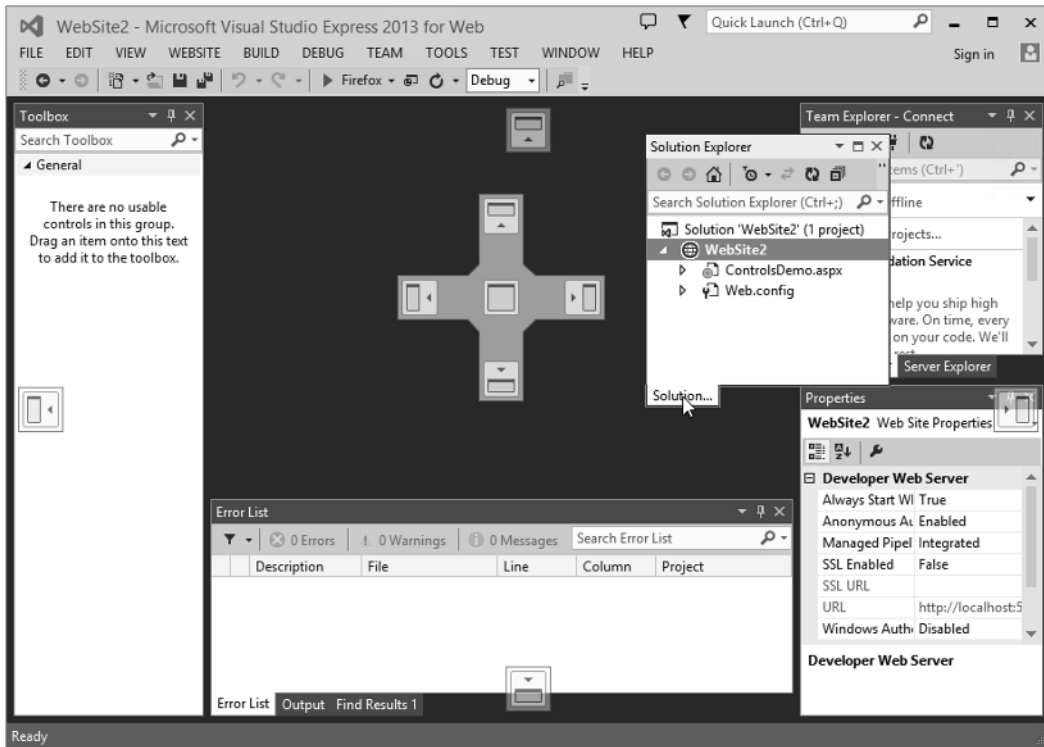 WebSite2 - Microsoft Visual Studio Express 2013 for Web
Quick Launch (Ctrl+Q)
FILE EDIT VIEW WEBSITE BUILD DEBUG TEAM TOOLS TEST WINDOW HELP
Sign in
Firefox
Debug
Toolbox
Search Toolbox
General
There are no usable
controls in this group.
Drag an item onto this text
to add it to the toolbox.
Solution Explorer
Search Solution Explorer (Ctrl+;)
Solution 'WebSite2' (1 project)
WebSite2
ControlsDemo.aspx
Web.config
Solution...
Team Explorer - Connect
ems (Ctrl+')
ffline
rojects...
dation Service
help you ship high
ware. On time, every
on your code. We'll
Server Explorer
Properties
WebSite2 Web Site Properties
Developer Web Server
Always Start WI True
Anonymous Au Enabled
Managed Pipel Integrated
SSL Enabled False
SSL URL
URL http://localhost:5
Windows Auth Disabled
Developer Web Server
Error List
0 Errors 0 Warnings 0 Messages Search Error List
Description File Line Column Project
Error List Output Find Results 1
Ready